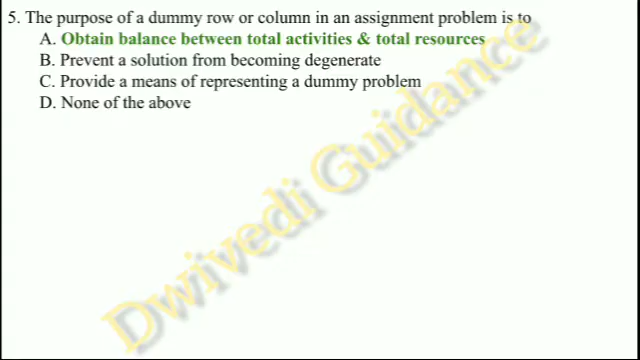 5. The purpose of a dummy row or column in an assignment problem is to
A. Obtain balance between total activities & total resources
B. Prevent a solution from becoming degenerate
C. Provide a means of representing a dummy problem
D. None of the above
Dwivedi Guidance